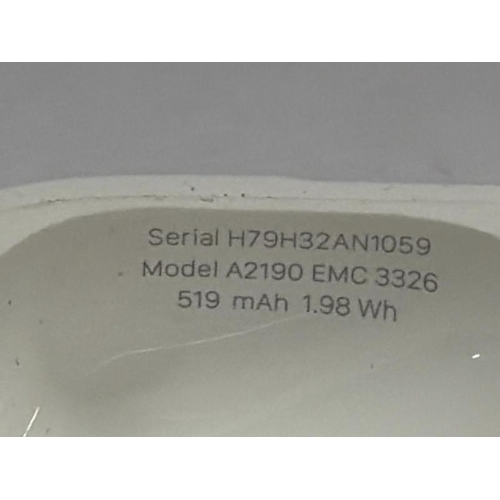 Serial H79H32AN1059
Model A2190 EMC 3326
519 mAh 1.98 Wh